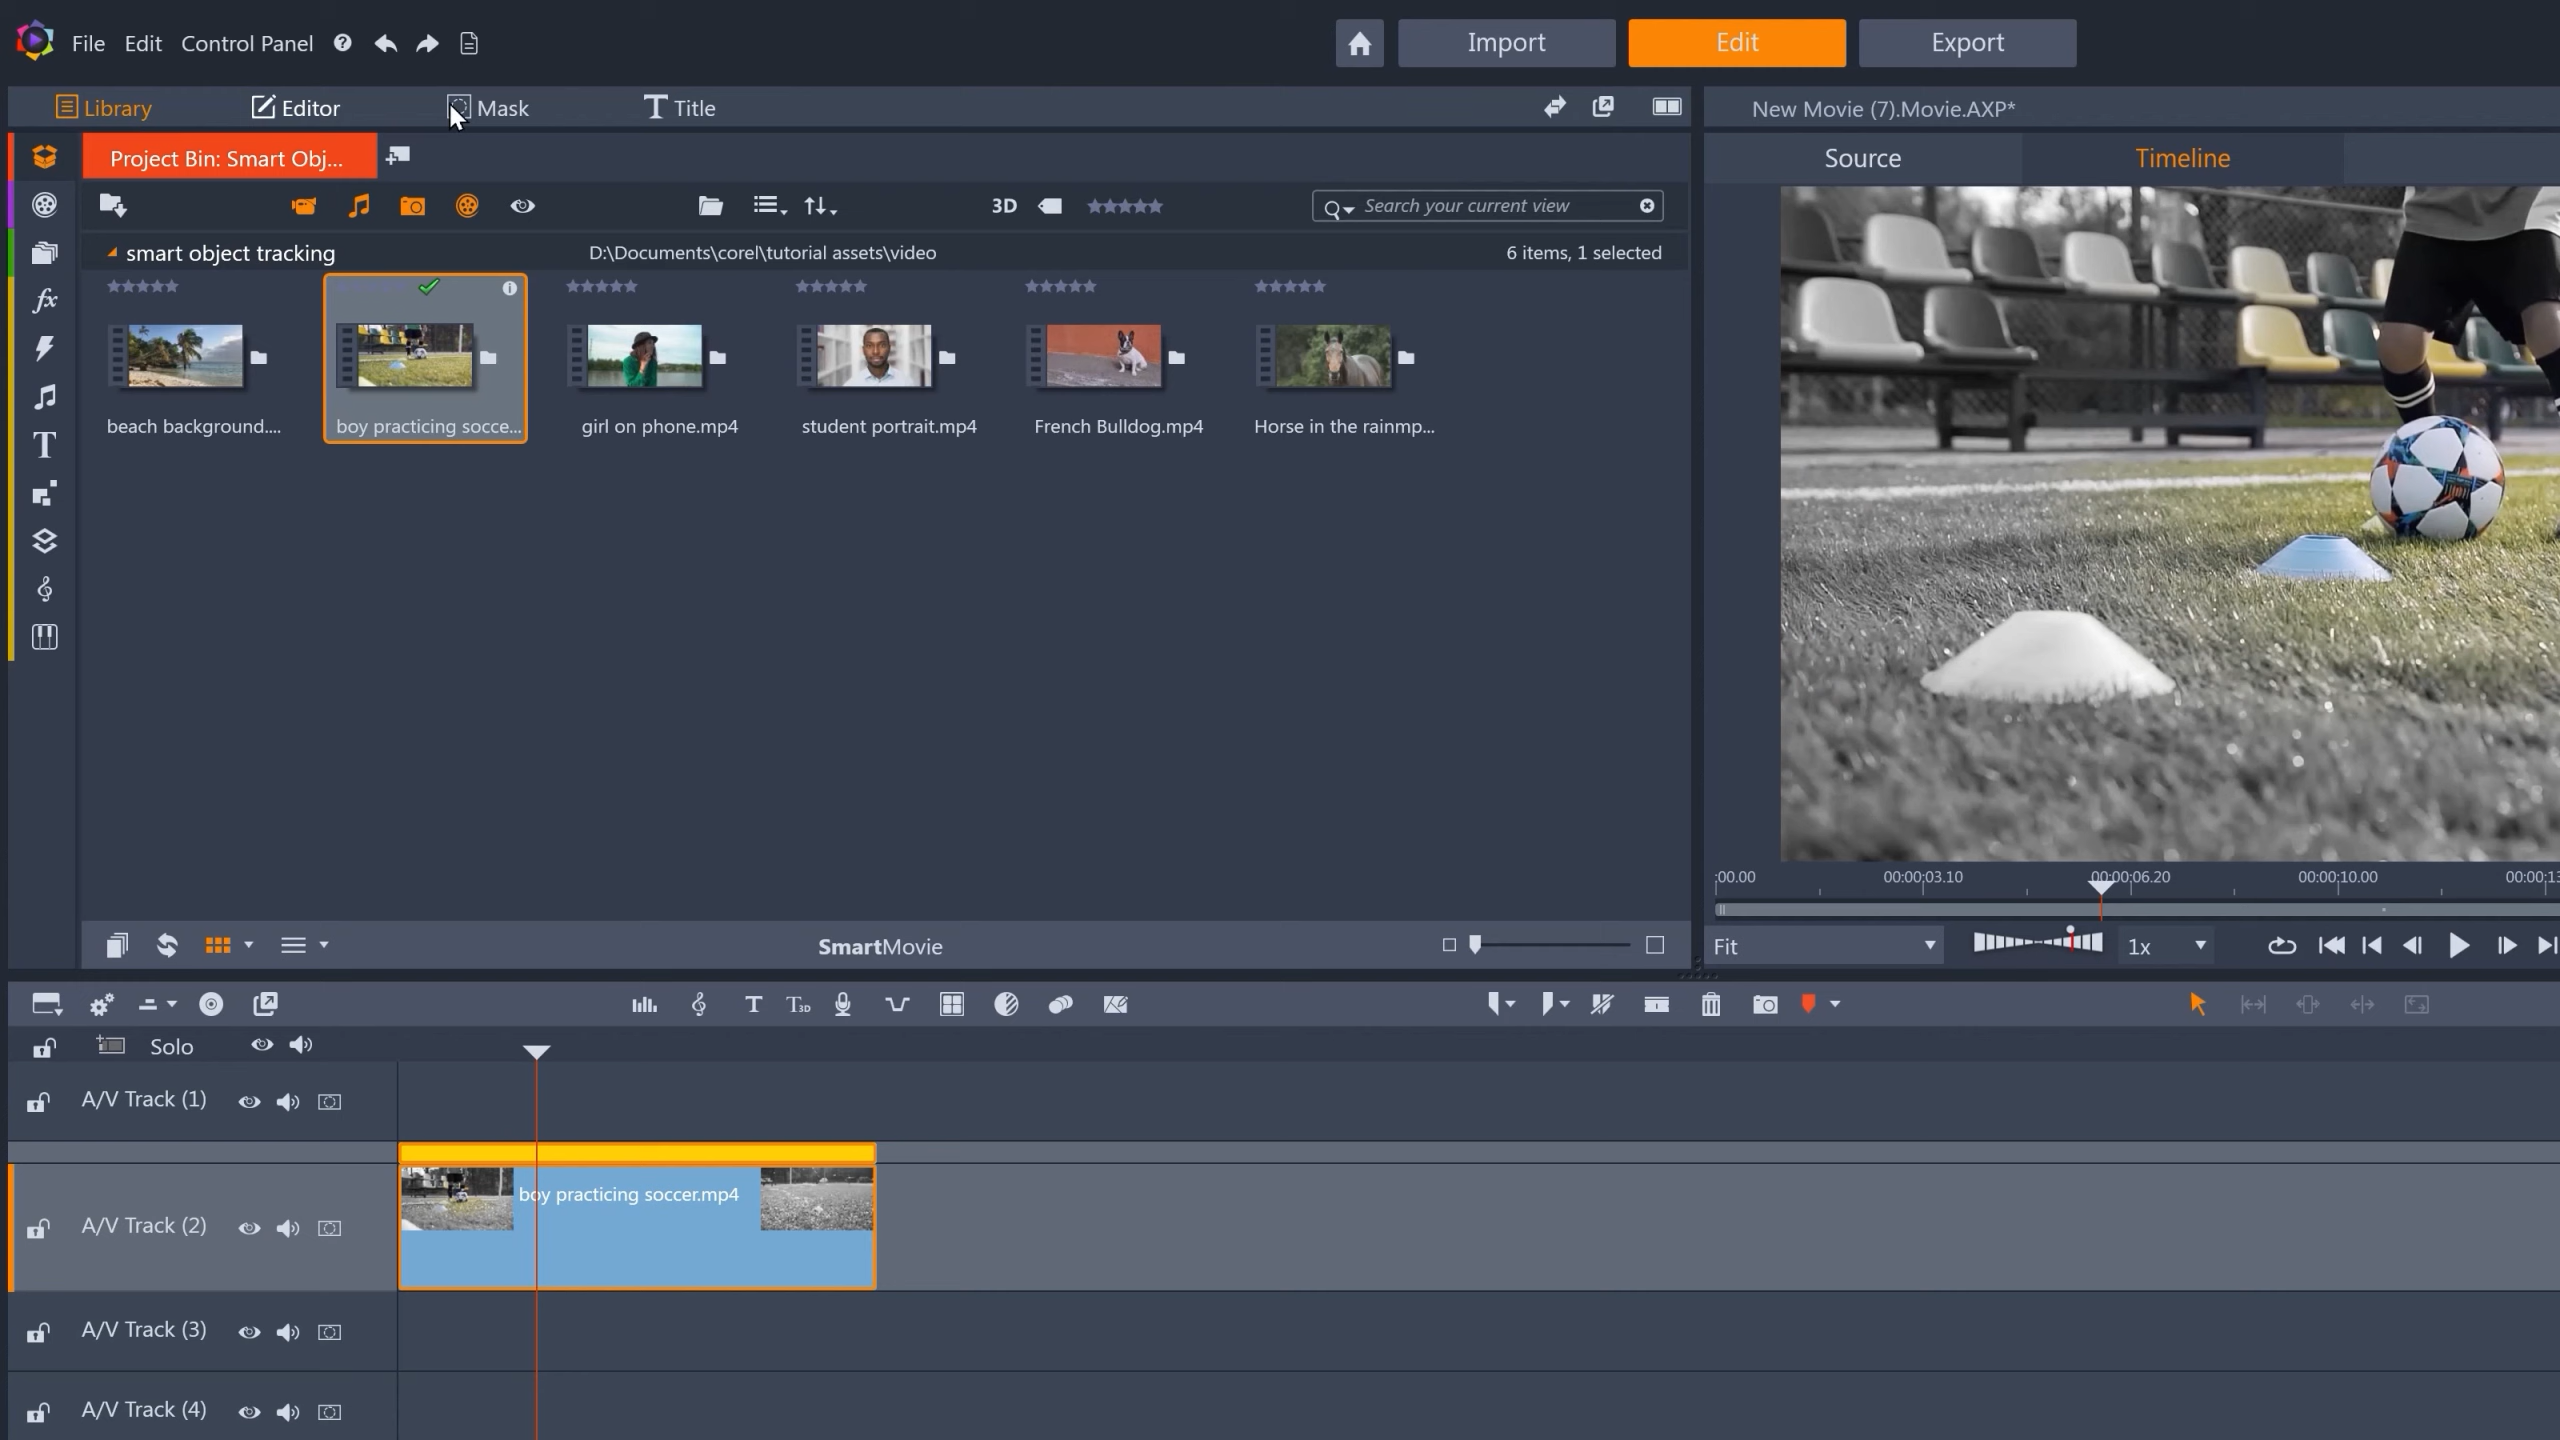 File Edit Control Panel
Import Edit Export
Library Editor Mask Title
New Movie (7).Movie.AXP*
Project Bin: Smart Obj...
Source Timeline
3D
Search your current view
smart object tracking D:\Documents\corel\tutorial assets\video 6 items, 1 selected
beach background.... boy practicing socce... girl on phone.mp4 student portrait.mp4 French Bulldog.mp4 Horse in the rainmp...
:00.00 00:00:03.10 00:00:06.20 00:00:10.00 00:00:13
SmartMovie
Fit 1x
T T3D
Solo
A/V Track (1)
boy practicing soccer.mp4
A/V Track (2)
A/V Track (3)
A/V Track (4)